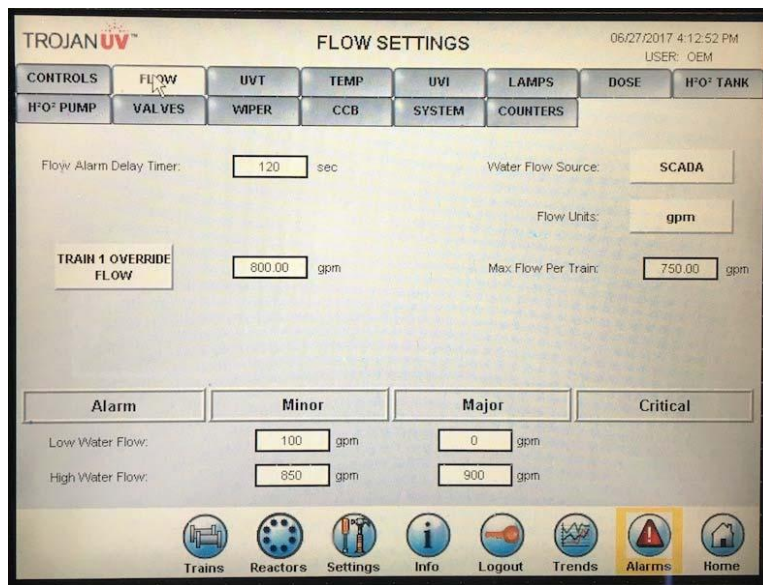 TROJANUV™
FLOW SETTINGS
06/27/2017 4:12:52 PM
USER: OEM
CONTROLS FLOW UVT TEMP UVI LAMPS DOSE H²O² TANK
H²O² PUMP VALVES WIPER CCB SYSTEM COUNTERS
Flow Alarm Delay Timer: 120 sec Water Flow Source: SCADA
Flow Units: gpm
TRAIN 1 OVERRIDE
FLOW
800.00 gpm Max Flow Per Train: 750.00 gpm
Alarm Minor Major Critical
Low Water Flow: 100 gpm 0 gpm
High Water Flow: 850 gpm 900 gpm
Trains Reactors Settings Info Logout Trends Alarms Home